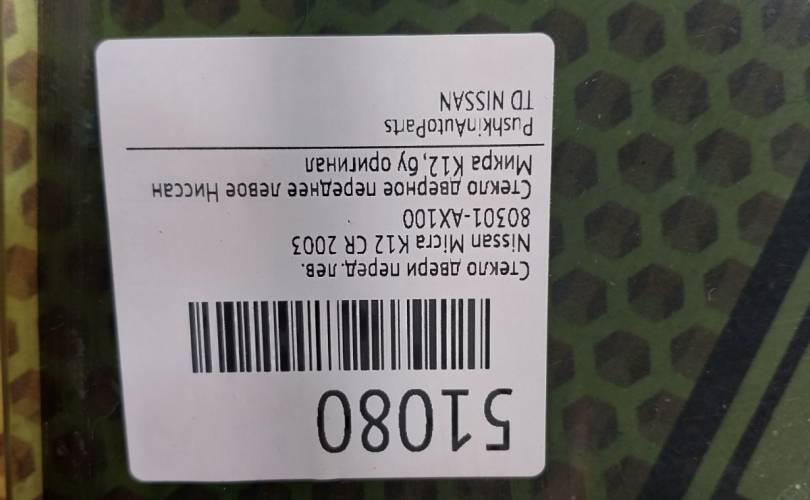 51080
Стекло двери перед. лев.
Nissan Micra K12 CR 2003
80301-AX100
Стекло дверное переднее левое Ниссан
Микра К12, бу оригинал
PushkinAutoParts
TD NISSAN